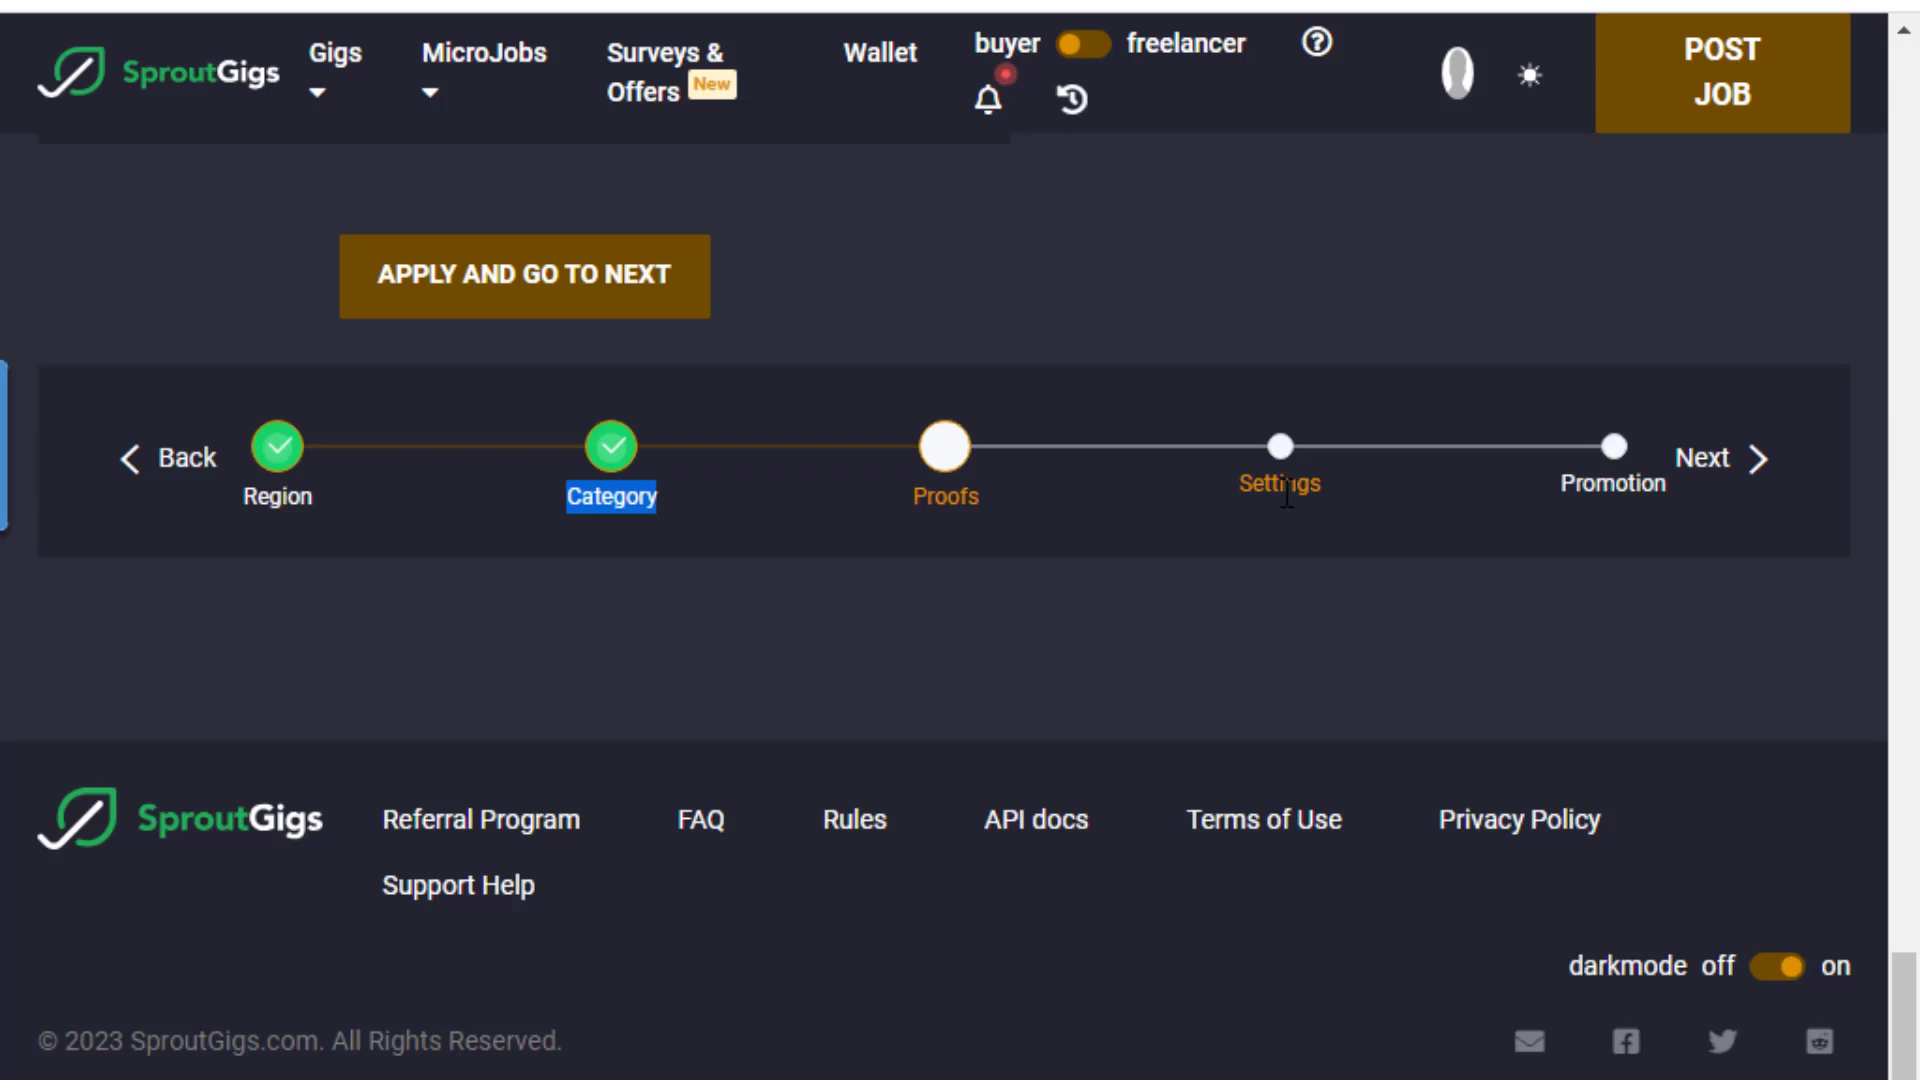 SproutGigs
Gigs
MicroJobs
Surveys &
Offers New
Wallet
buyer freelancer
POST
JOB
APPLY AND GO TO NEXT
Back
Region
Category
Proofs
Settings
Promotion
Next
SproutGigs
Referral Program
FAQ
Rules
API docs
Terms of Use
Privacy Policy
Support Help
darkmode off on
© 2023 SproutGigs.com. All Rights Reserved.